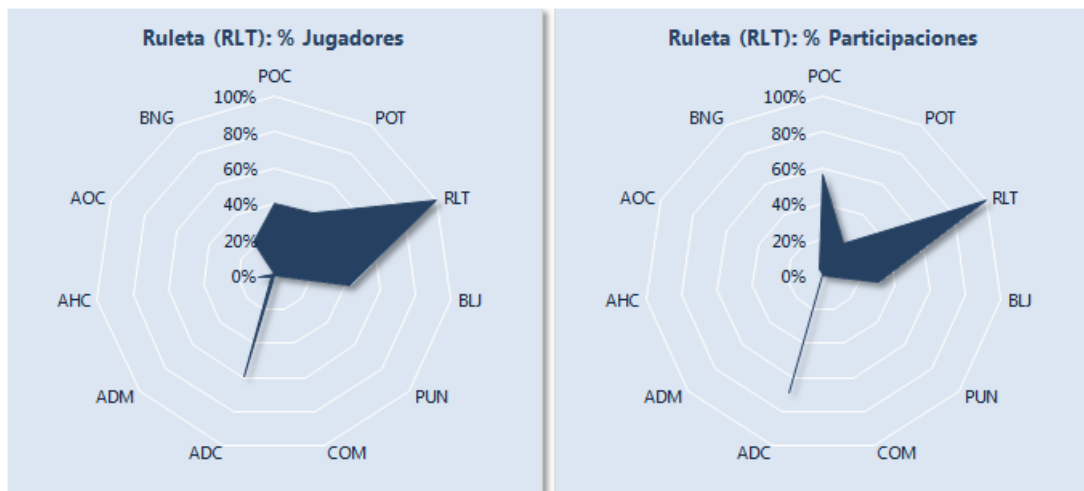 Ruleta (RLT): % Jugadores
POC
100%
BNG
POT
80%
60%
AOC
RLT
40%
20%
0%
AHC
BLJ
ADM
PUN
ADC
COM
Ruleta (RLT): % Participaciones
POC
100%
BNG
POT
80%
60%
AOC
RLT
40%
20%
0%
AHC
BLJ
ADM
PUN
ADC
COM